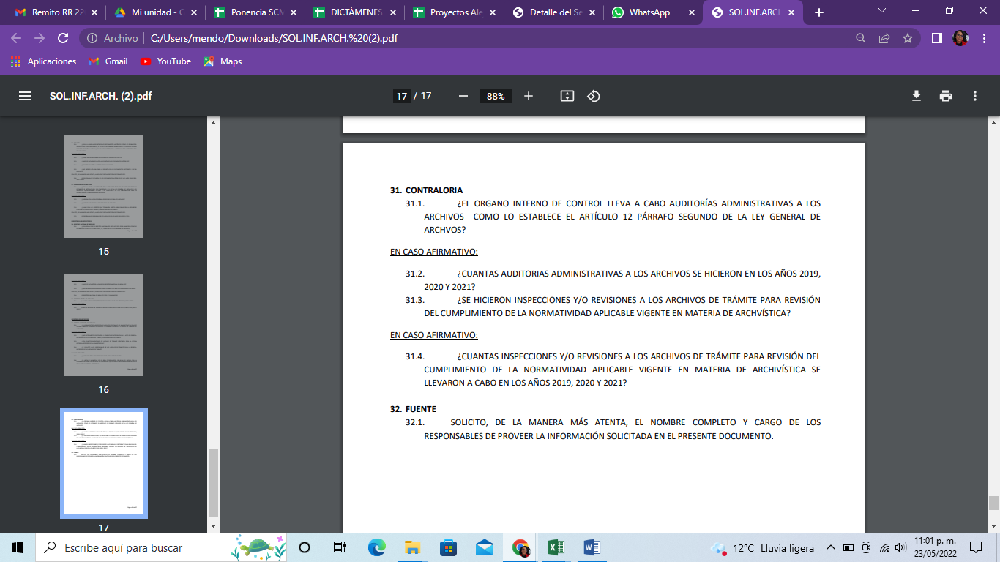 Remito RR 22
Mi unidad - G
Ponencia SCM
DICTÁMENES
Proyectos Ale
Detalle del Se
WhatsApp
SOL.INF.ARCH
Archivo
C:/Users/mendo/Downloads/SOL.INF.ARCH.%20(2).pdf
Aplicaciones
Gmail
YouTube
Maps
SOL.INF.ARCH. (2).pdf
17 / 17
88%
15
16
17
31. CONTRALORIA
31.1. ¿EL ORGANO INTERNO DE CONTROL LLEVA A CABO AUDITORÍAS ADMINISTRATIVAS A LOS
ARCHIVOS COMO LO ESTABLECE EL ARTÍCULO 12 PÁRRAFO SEGUNDO DE LA LEY GENERAL DE
ARCHVOS?
EN CASO AFIRMATIVO:
31.2. ¿CUANTAS AUDITORIAS ADMINISTRATIVAS A LOS ARCHIVOS SE HICIERON EN LOS AÑOS 2019,
2020 Y 2021?
31.3. ¿SE HICIERON INSPECCIONES Y/O REVISIONES A LOS ARCHIVOS DE TRÁMITE PARA REVISIÓN
DEL CUMPLIMIENTO DE LA NORMATIVIDAD APLICABLE VIGENTE EN MATERIA DE ARCHVÍSTICA?
EN CASO AFIRMATIVO:
31.4. ¿CUANTAS INSPECCIONES Y/O REVISIONES A LOS ARCHIVOS DE TRÁMITE PARA REVISIÓN DEL
CUMPLIMIENTO DE LA NORMATIVIDAD APLICABLE VIGENTE EN MATERIA DE ARCHIVÍSTICA SE
LLEVARON A CABO EN LOS AÑOS 2019, 2020 Y 2021?
32. FUENTE
32.1. SOLICITO, DE LA MANERA MÁS ATENTA, EL NOMBRE COMPLETO Y CARGO DE LOS
RESPONSABLES DE PROVEER LA INFORMACIÓN SOLICITADA EN EL PRESENTE DOCUMENTO.
Escribe aquí para buscar
12°C Lluvia ligera
11:01 p. m.
23/05/2022